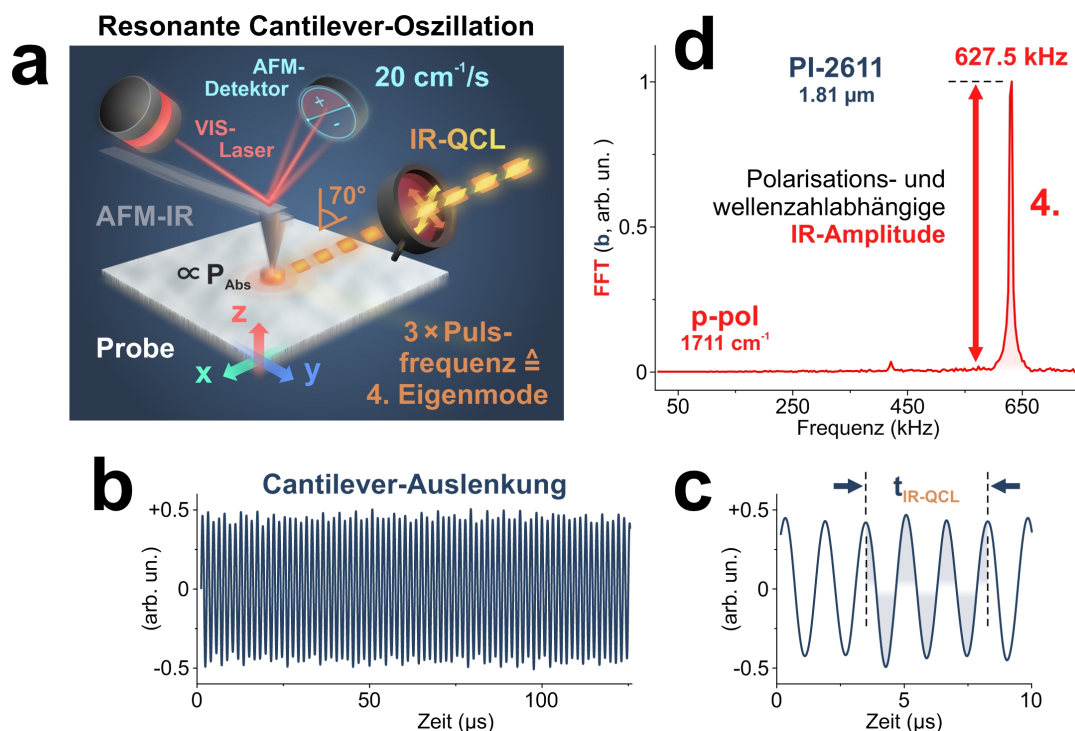 Resonante Cantilever-Oszillation
a
AFM-
Detektor
20 cm⁻¹/s
VIS-
Laser
IR-QCL
+
-
70°
AFM-IR
∝ P_Abs
z
Probe
x
y
3 × Puls-
frequenz ≙
4. Eigenmode
d
627.5 kHz
PI-2611
1.81 µm
Polarisations- und
wellenzahlabhängige
IR-Amplitude
4.
p-pol
1711 cm⁻¹
FFT (b, arb. un.)
1
0.5
0
50
250
450
650
Frequenz (kHz)
b
Cantilever-Auslenkung
(arb. un.)
+0.5
0
-0.5
0
50
100
Zeit (µs)
c
t_IR-QCL
(arb. un.)
+0.5
0
-0.5
0
5
10
Zeit (µs)